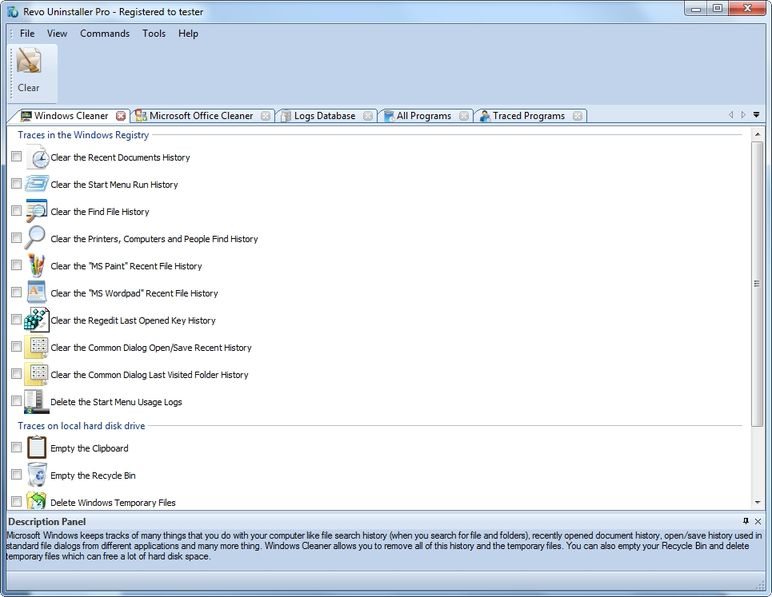 Revo Uninstaller Pro - Registered to tester
File View Commands Tools Help
Clear
Windows Cleaner Microsoft Office Cleaner Logs Database All Programs Traced Programs
Traces in the Windows Registry
Clear the Recent Documents History
Clear the Start Menu Run History
Clear the Find File History
Clear the Printers, Computers and People Find History
Clear the "MS Paint" Recent File History
Clear the "MS Wordpad" Recent File History
Clear the Regedit Last Opened Key History
Clear the Common Dialog Open/Save Recent History
Clear the Common Dialog Last Visited Folder History
Delete the Start Menu Usage Logs
Traces on local hard disk drive
Empty the Clipboard
Empty the Recycle Bin
Delete Windows Temporary Files
Description Panel
Microsoft Windows keeps tracks of many things that you do with your computer like file search history (when you search for file and folders), recently opened document history, open/save history used in
standard file dialogs from different applications and many more thing. Windows Cleaner allows you to remove all of this history and the temporary files. You can also empty your Recycle Bin and delete
temporary files which can free a lot of hard disk space.